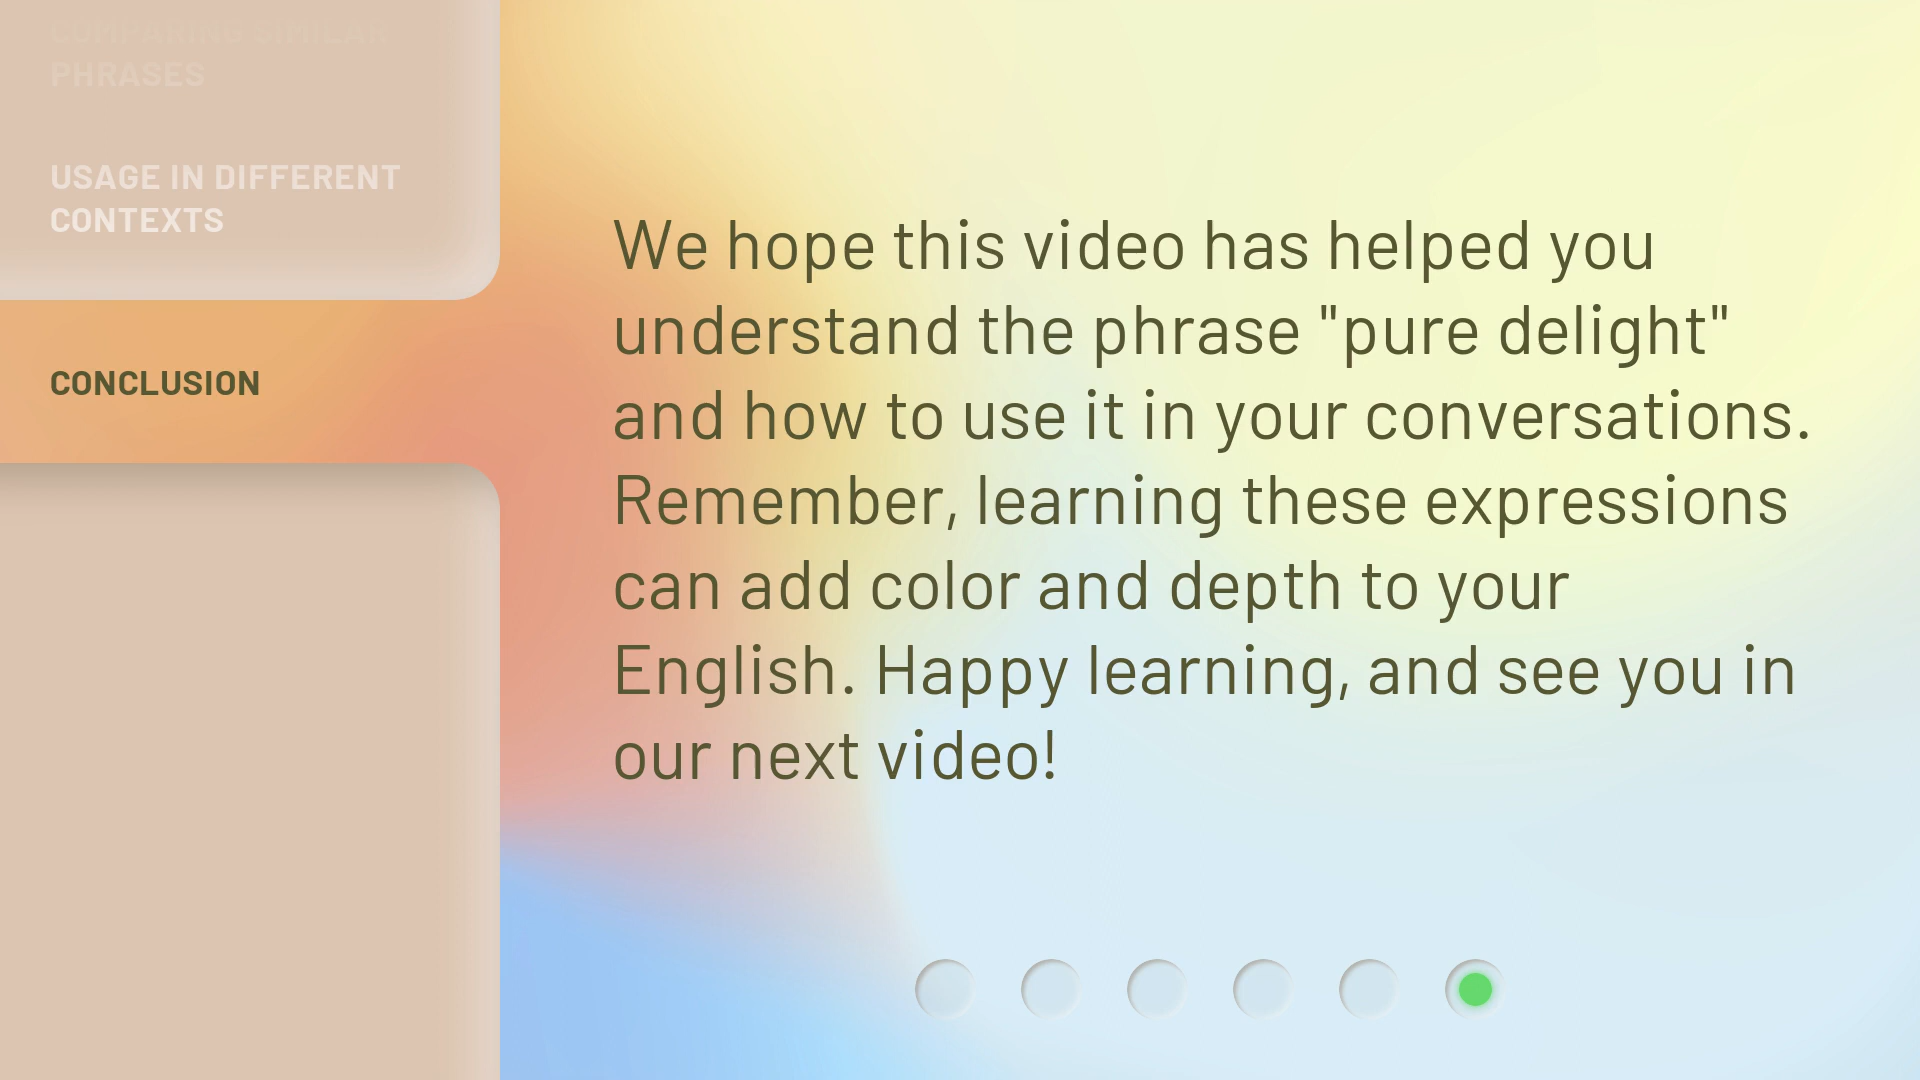 COMPARING SIMILAR
PHRASES
USAGE IN DIFFERENT
CONTEXTS
CONCLUSION
We hope this video has helped you
understand the phrase "pure delight"
and how to use it in your conversations.
Remember, learning these expressions
can add color and depth to your
English. Happy learning, and see you in
our next video!